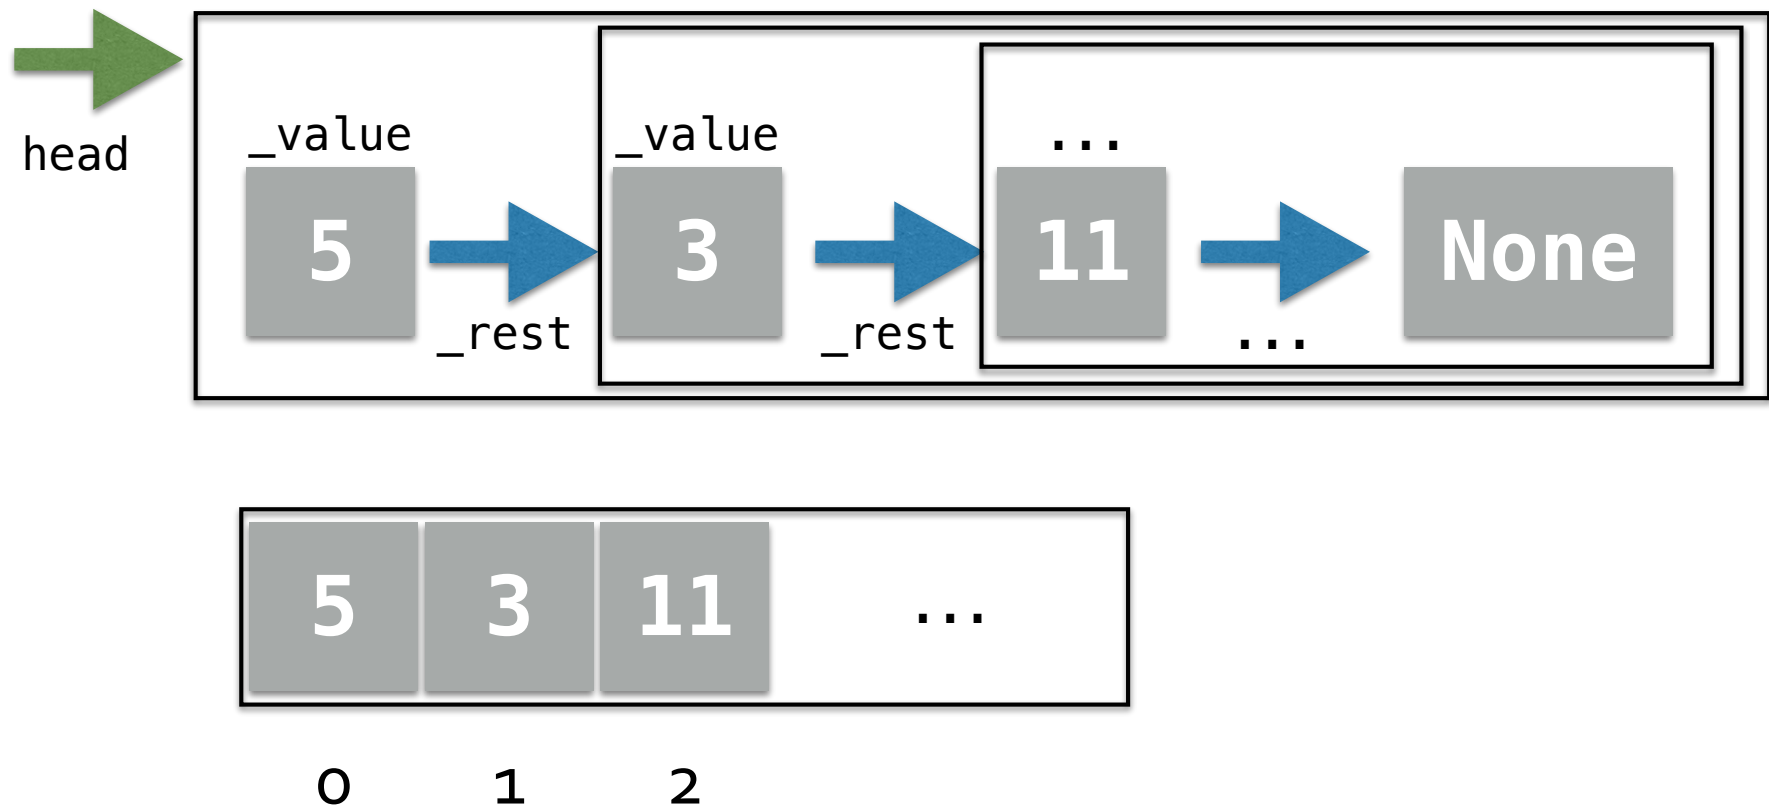 head
_value _value ...
5 3 11 None
_rest _rest ...
5 3 11 ...
0 1 2